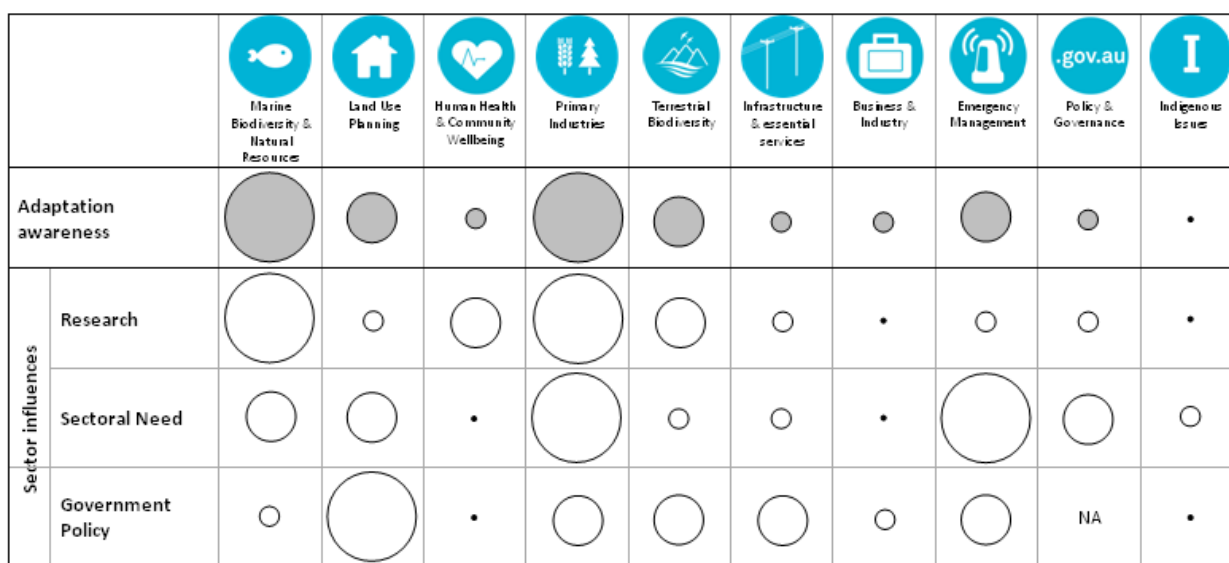 .gov.au
I
Marine
Biodiversity &
Natural
Resources
Land Use
Planning
Human Health
& Community
Wellbeing
Primary
Industries
Terrestrial
Biodiversity
Infrastructure
& essential
services
Business &
Industry
Emergency
Management
Policy &
Governance
Indigenous
Issues
Adaptation
awareness
Sector influences
Research
Sectoral Need
Government
Policy
NA